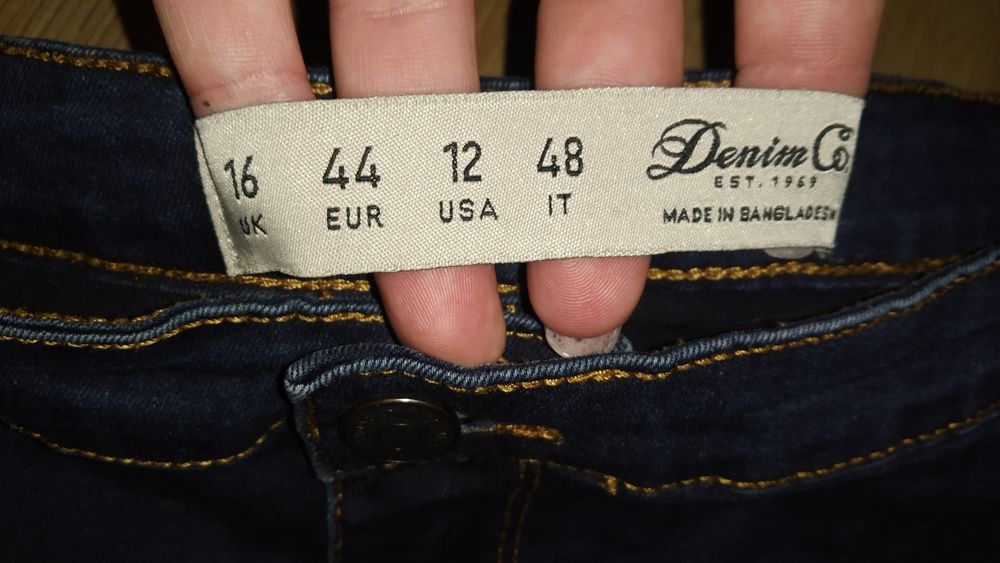 16 44 12 48
UK EUR USA IT
Denim Co.
EST. 1969
MADE IN BANGLADESH